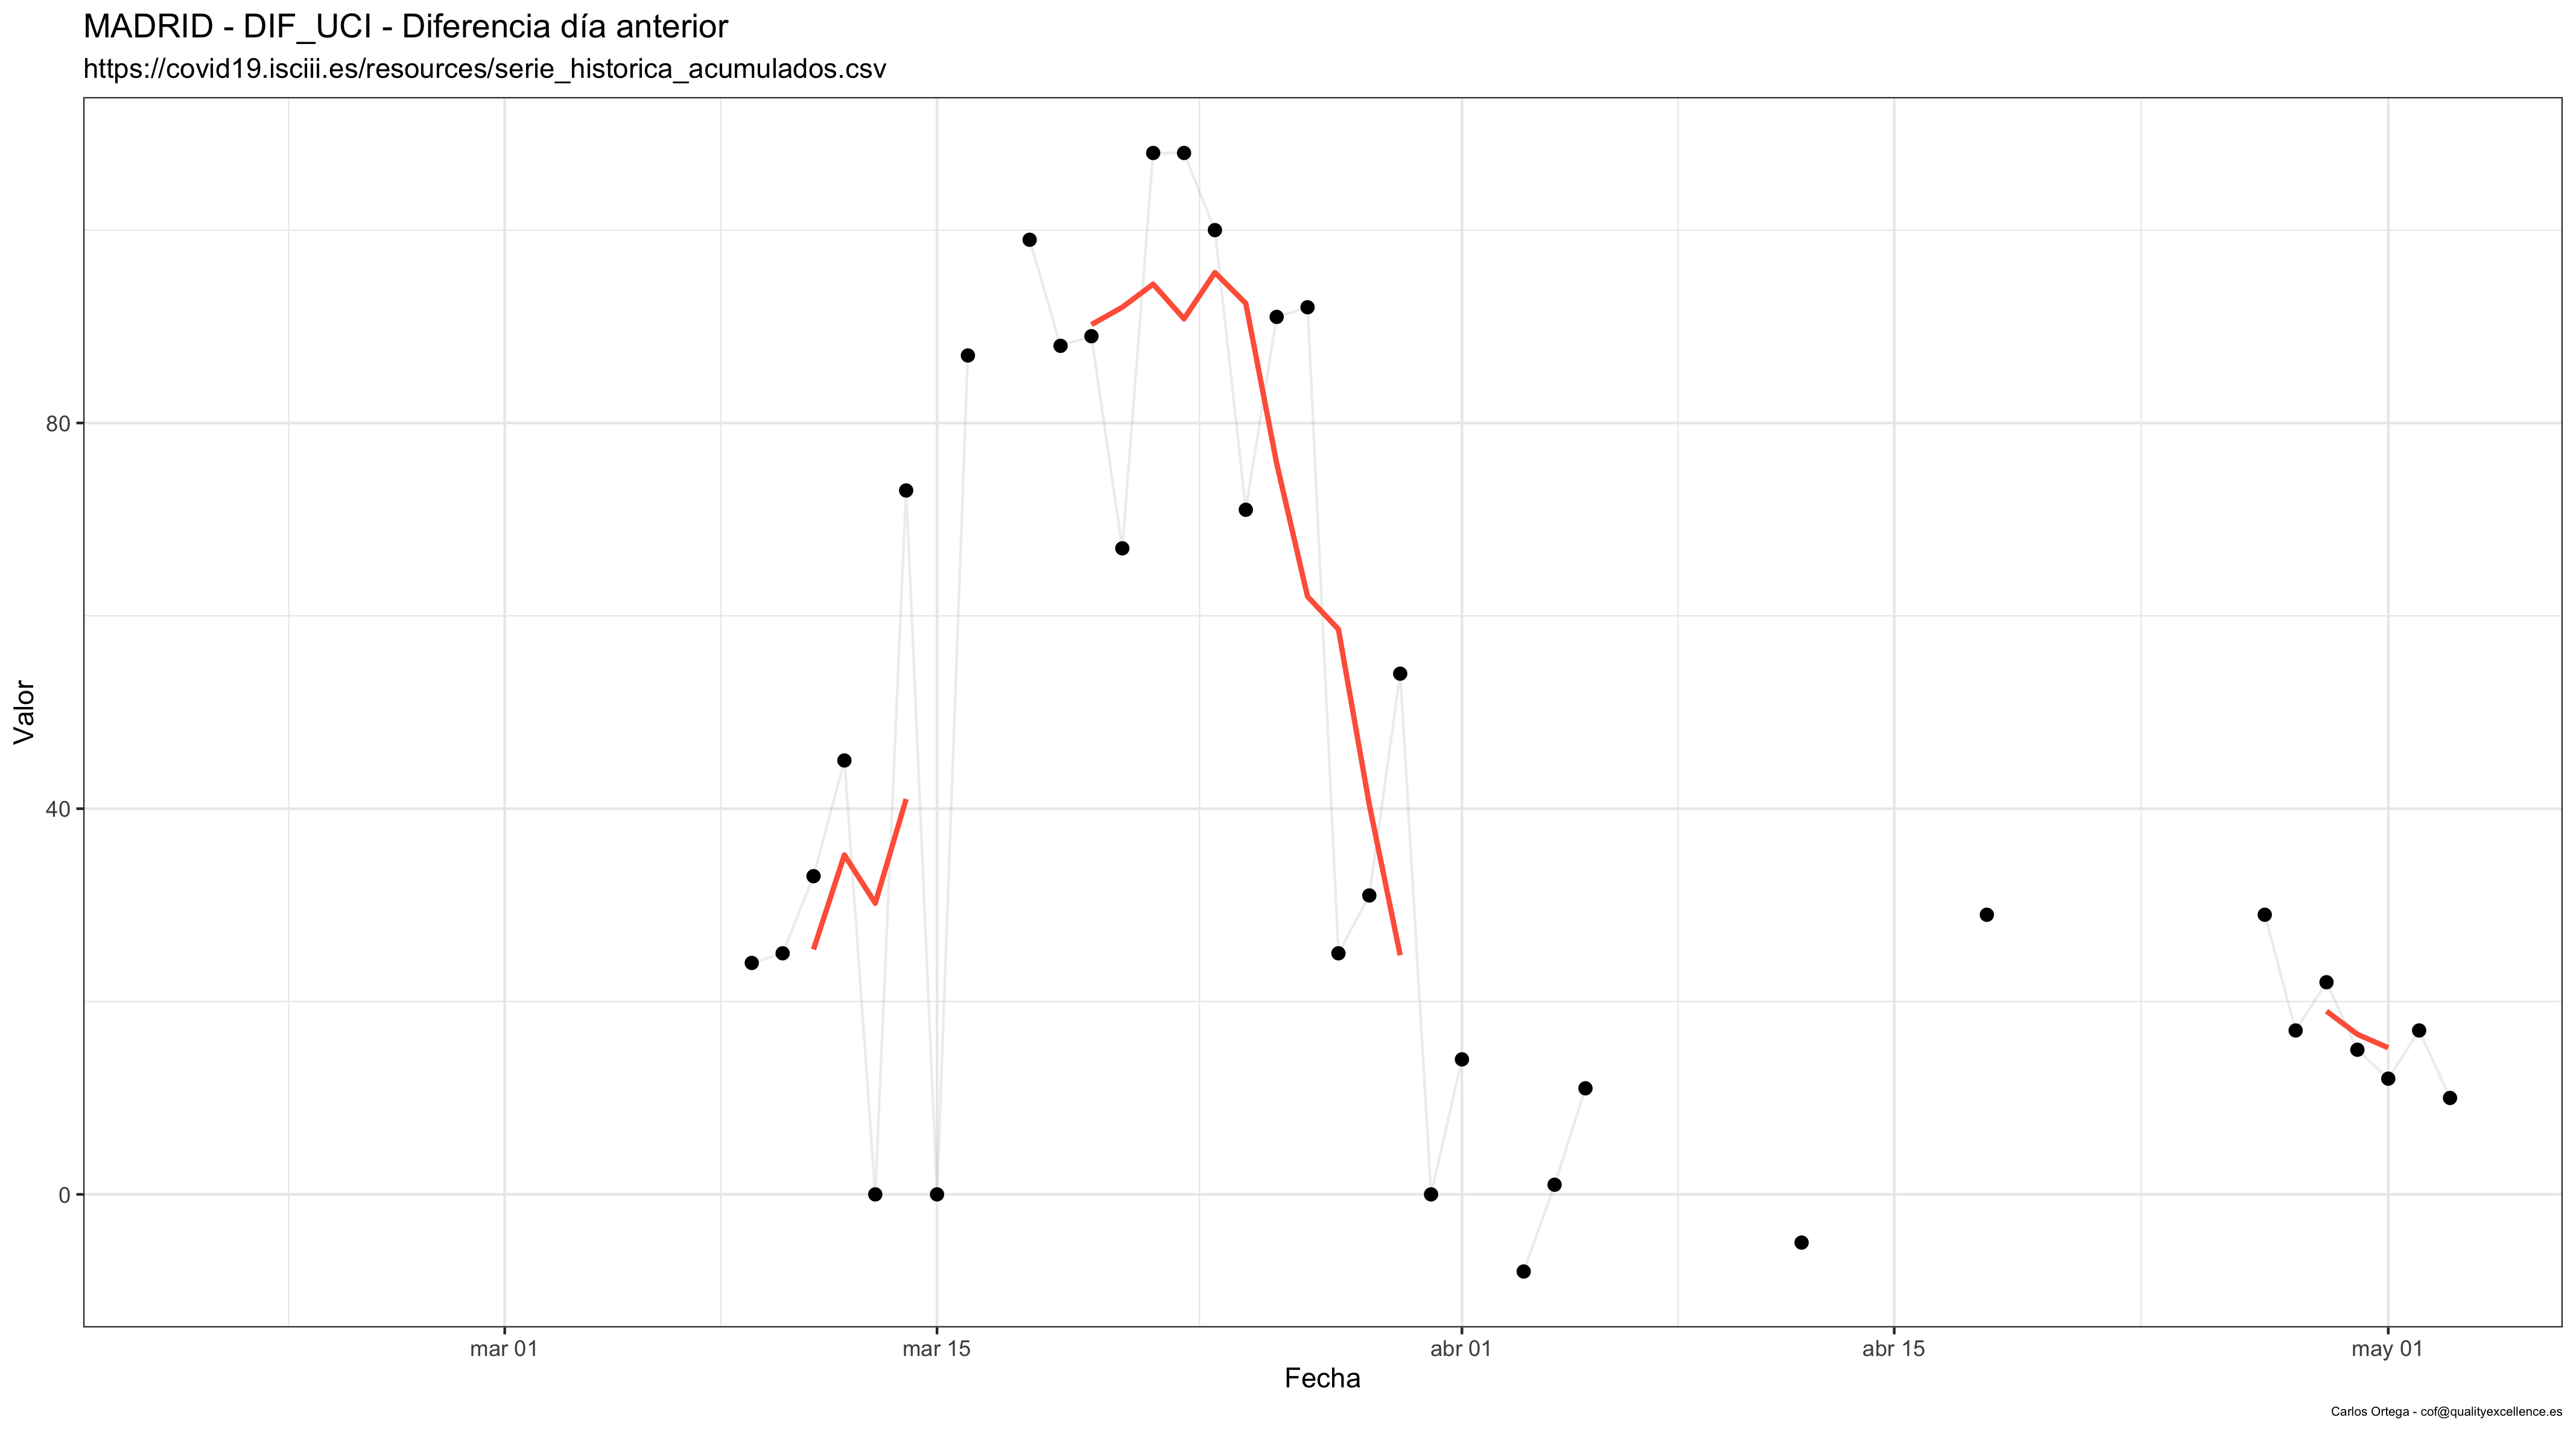 MADRID - DIF_UCI - Diferencia día anterior
https://covid19.isciii.es/resources/serie_historica_acumulados.csv
Valor
80
40
0
mar 01
mar 15
abr 01
abr 15
may 01
Fecha
Carlos Ortega - cof@qualityexcellence.es